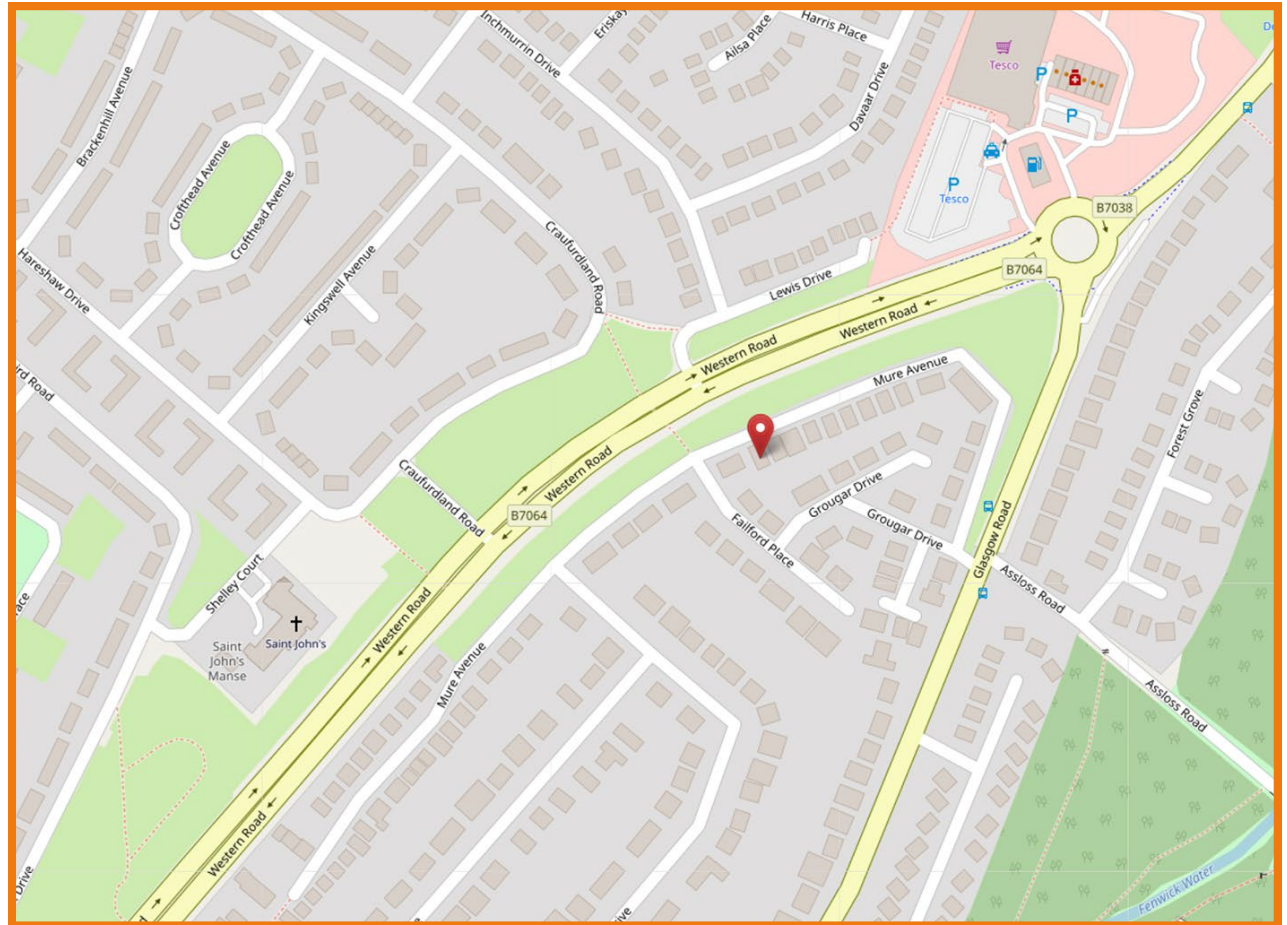 Inchmurrin Drive
Eriskay
Harris Place
Ailsa Place
Davaar Drive
Tesco
P
P
P
Tesco
B7038
B7064
Brackenhill Avenue
Crofthead Avenue
Crofthead Avenue
Craufurdland Road
Kingswell Avenue
Hareshaw Drive
Lewis Drive
Western Road
Western Road
Mure Avenue
Forest Grove
ird Road
Craufurdland Road
Western Road
B7064
Grougar Drive
Grougar Drive
Failford Place
Glasgow Road
Assloss Road
Shelley Court
Western Road
Saint John's
Saint
John's
Manse
Mure Avenue
Assloss Road
Western Road
Drive
Fenwick Water